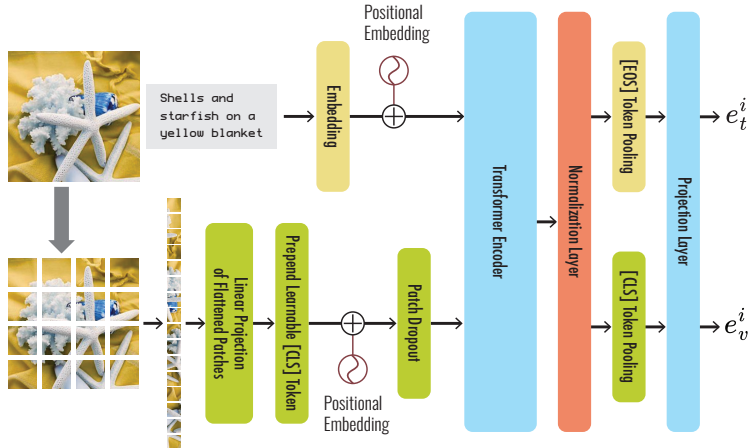 Positional
Embedding
Shells and
starfish on a
yellow blanket
Embedding
Transformer Encoder
Normalization Layer
[EOS] Token Pooling
Projection Layer
e_t^i
Linear Projection
of Flattened Patches
Prepend Learnable [CLS] Token
Positional
Embedding
Patch Dropout
[CLS] Token Pooling
e_v^i